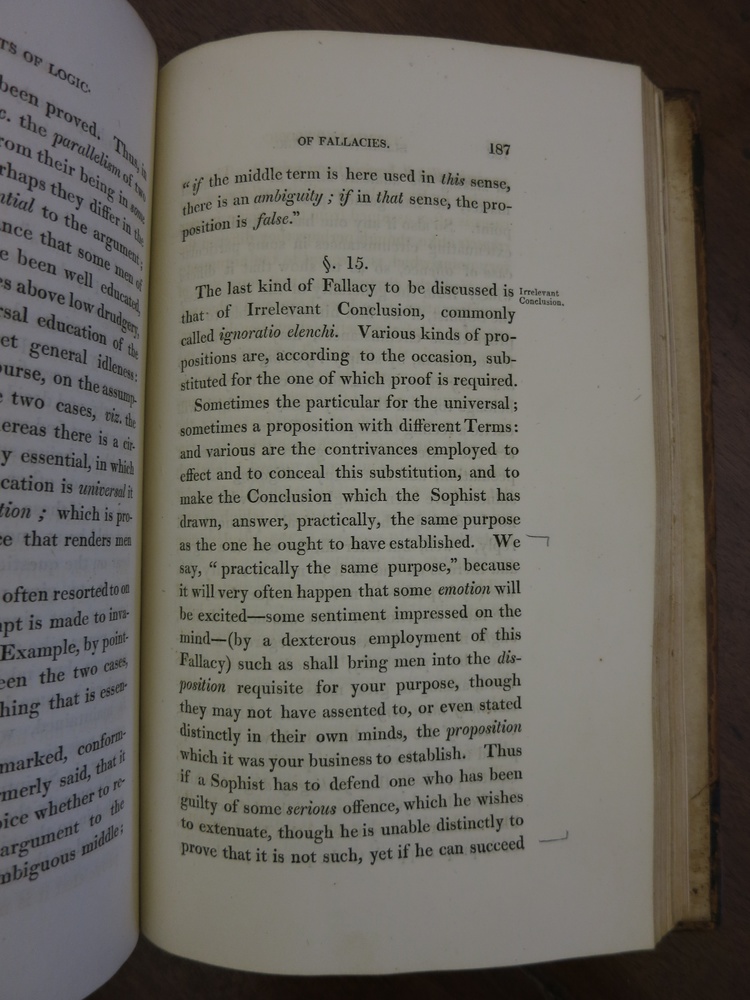 TS OF LOGIC.
been proved. Thus, in
c. the parallelism of two
rom their being in some
rhaps they differ in the
ntial to the argument;
nce that some men of
e been well educated,
s above low drudgery,
rsal education of the
et general idleness:
ourse, on the assump-
e two cases, viz. the
ereas there is a cir-
y essential, in which
cation is universal it
tion ; which is pro-
ce that renders men
often resorted to on
pt is made to inva-
Example, by point-
een the two cases,
hing that is essen-
marked, conform-
merly said, that it
oice whether to re-
argument to the
mbiguous middle;
OF FALLACIES. 187
“if the middle term is here used in this sense,
there is an ambiguity ; if in that sense, the pro-
position is false.”
§. 15.
The last kind of Fallacy to be discussed is
that of Irrelevant Conclusion, commonly
called ignoratio elenchi. Various kinds of pro-
positions are, according to the occasion, sub-
stituted for the one of which proof is required.
Sometimes the particular for the universal ;
sometimes a proposition with different Terms:
and various are the contrivances employed to
effect and to conceal this substitution, and to
make the Conclusion which the Sophist has
drawn, answer, practically, the same purpose
as the one he ought to have established. We
say, “practically the same purpose,” because
it will very often happen that some emotion will
be excited—some sentiment impressed on the
mind—(by a dexterous employment of this
Fallacy) such as shall bring men into the dis-
position requisite for your purpose, though
they may not have assented to, or even stated
distinctly in their own minds, the proposition
which it was your business to establish. Thus
if a Sophist has to defend one who has been
guilty of some serious offence, which he wishes
to extenuate, though he is unable distinctly to
prove that it is not such, yet if he can succeed
Irrelevant
Conclusion.